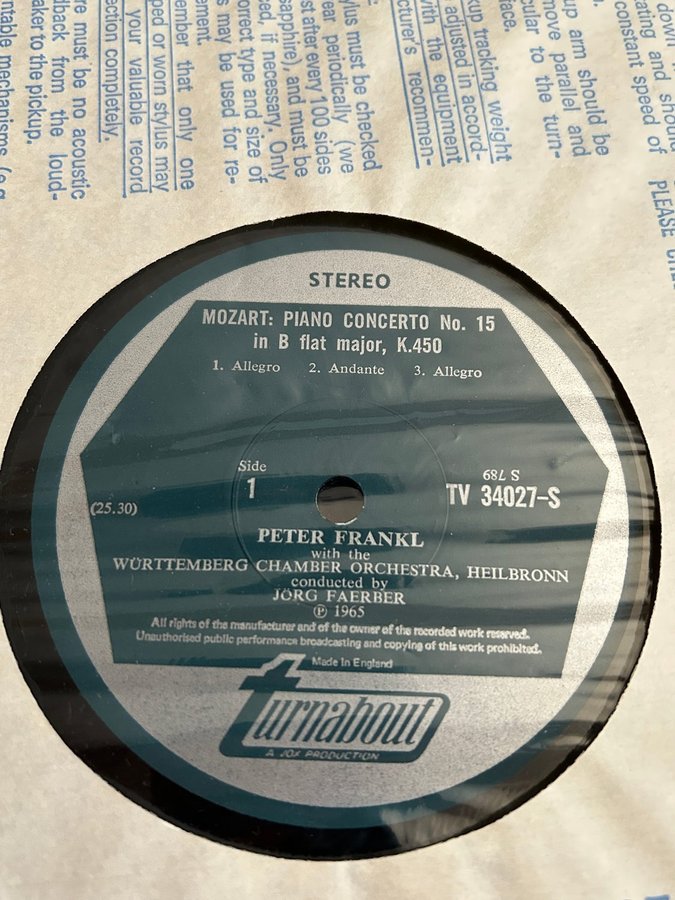 down
ating and should
constant speed of
PLEASE
up arm should be
move parallel and
cular to the turn-
face.
kup tracking weight
adjusted in accord-
with the equipment
cturer's recommen-
ylus must be checked
ear periodically (we
st after every 100 sides
sapphire), and must be
ed, if necessary. Only
orrect type and size of
s may be used for re-
ement.
ember that only one
ped or worn stylus may
your valuable record
ection completely.
re must be no acoustic
dback from the loud-
aker to the pickup.
mechanisms (e.g
STEREO
MOZART: PIANO CONCERTO No. 15
in B flat major, K.450
1. Allegro 2. Andante 3. Allegro
Side
1
S 789
TV 34027-S
(25.30)
PETER FRANKL
with the
WÜRTTEMBERG CHAMBER ORCHESTRA, HEILBRONN
conducted by
JÖRG FAERBER
℗ 1965
All rights of the manufacturer and of the owner of the recorded work reserved.
Unauthorised public performance broadcasting and copying of this work prohibited.
Made in England
Turnabout
A VOX PRODUCTION